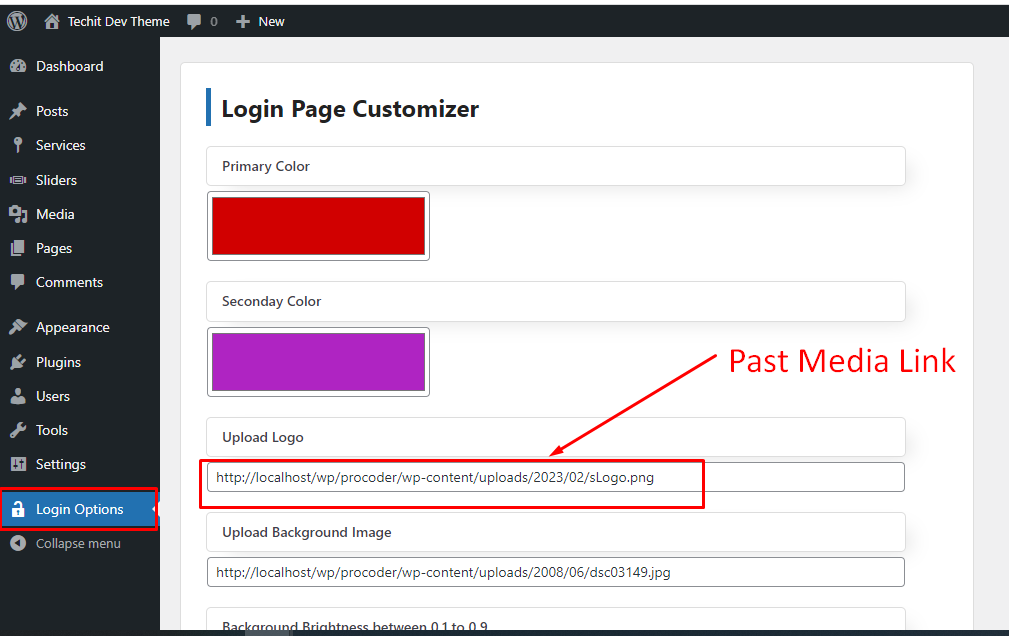 Techit Dev Theme 0 New
Dashboard
Posts
Services
Sliders
Media
Pages
Comments
Appearance
Plugins
Users
Tools
Settings
Login Options
Collapse menu
Login Page Customizer
Primary Color
Seconday Color
Past Media Link
Upload Logo
http://localhost/wp/procoder/wp-content/uploads/2023/02/sLogo.png
Upload Background Image
http://localhost/wp/procoder/wp-content/uploads/2008/06/dsc03149.jpg
Background Brightness between 0.1 to 0.9